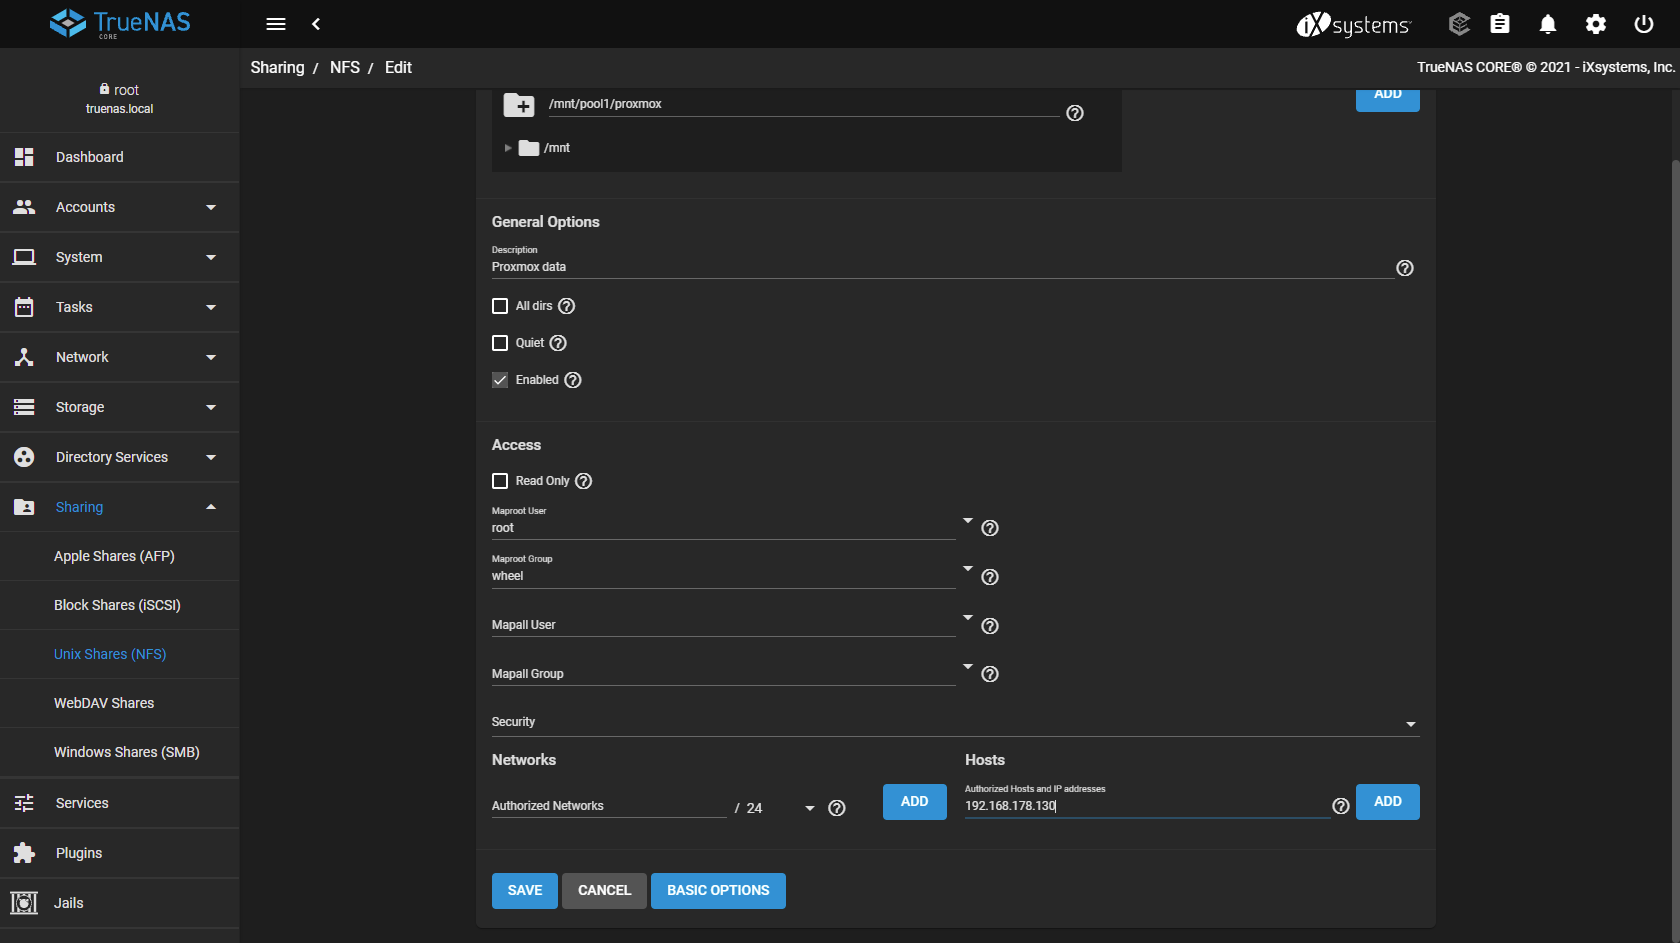 TrueNAS
CORE
iXsystems
Sharing / NFS / Edit
TrueNAS CORE® © 2021 - iXsystems, Inc.
root
truenas.local
Dashboard
Accounts
System
Tasks
Network
Storage
Directory Services
Sharing
Apple Shares (AFP)
Block Shares (iSCSI)
Unix Shares (NFS)
WebDAV Shares
Windows Shares (SMB)
Services
Plugins
Jails
/mnt/pool1/proxmox
ADD
/mnt
General Options
Description
Proxmox data
All dirs
Quiet
Enabled
Access
Read Only
Maproot User
root
Maproot Group
wheel
Mapall User
Mapall Group
Security
Networks
Authorized Networks / 24
ADD
Hosts
Authorized Hosts and IP addresses
192.168.178.130
ADD
SAVE CANCEL BASIC OPTIONS